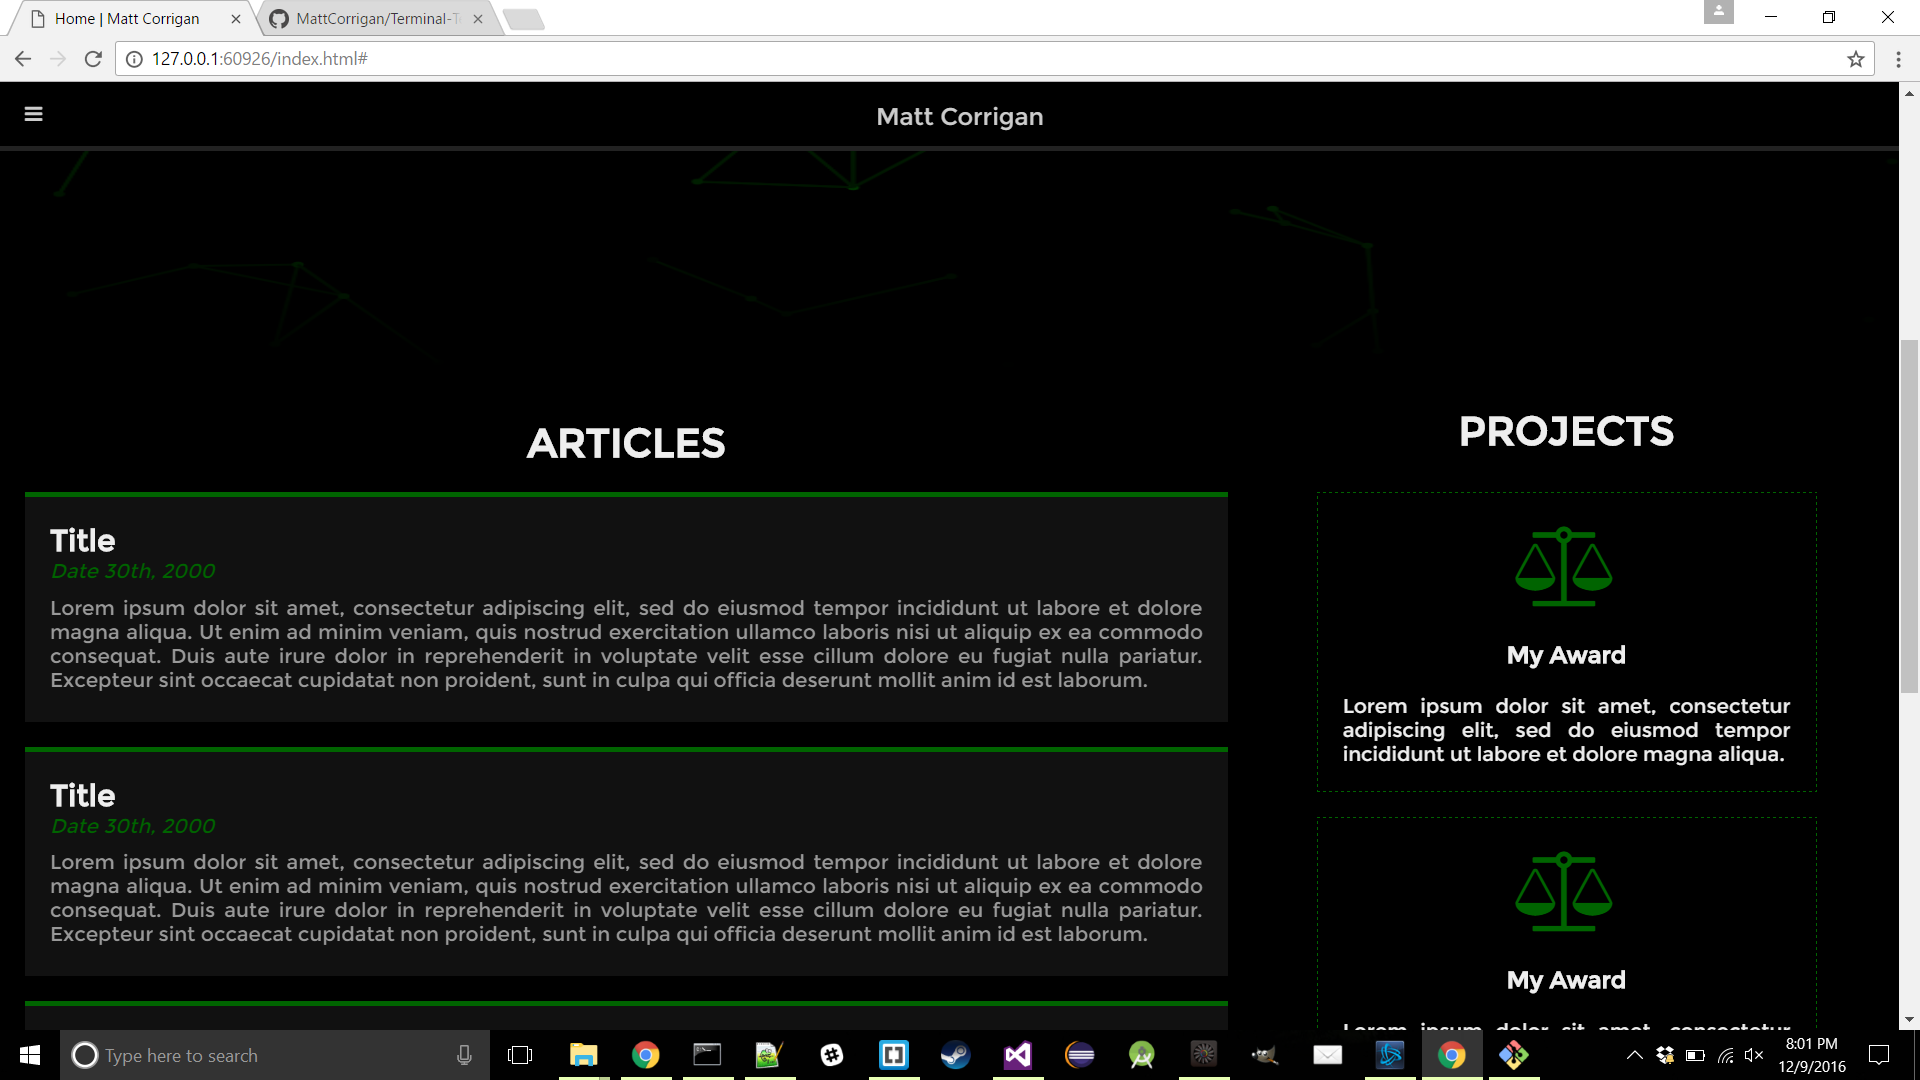 Home | Matt Corrigan
MattCorrigan/Terminal-T
127.0.0.1:60926/index.html#
Matt Corrigan
ARTICLES
Title
Date 30th, 2000
Lorem ipsum dolor sit amet, consectetur adipiscing elit, sed do eiusmod tempor incididunt ut labore et dolore
magna aliqua. Ut enim ad minim veniam, quis nostrud exercitation ullamco laboris nisi ut aliquip ex ea commodo
consequat. Duis aute irure dolor in reprehenderit in voluptate velit esse cillum dolore eu fugiat nulla pariatur.
Excepteur sint occaecat cupidatat non proident, sunt in culpa qui officia deserunt mollit anim id est laborum.
Title
Date 30th, 2000
Lorem ipsum dolor sit amet, consectetur adipiscing elit, sed do eiusmod tempor incididunt ut labore et dolore
magna aliqua. Ut enim ad minim veniam, quis nostrud exercitation ullamco laboris nisi ut aliquip ex ea commodo
consequat. Duis aute irure dolor in reprehenderit in voluptate velit esse cillum dolore eu fugiat nulla pariatur.
Excepteur sint occaecat cupidatat non proident, sunt in culpa qui officia deserunt mollit anim id est laborum.
PROJECTS
My Award
Lorem ipsum dolor sit amet, consectetur
adipiscing elit, sed do eiusmod tempor
incididunt ut labore et dolore magna aliqua.
My Award
Lorem ipsum dolor sit amet, consectetur
Type here to search
8:01 PM
12/9/2016